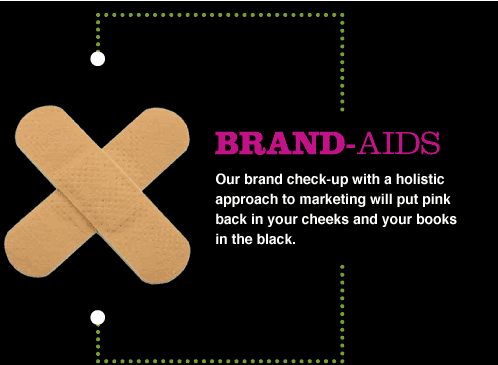 BRAND-AIDS
Our brand check-up with a holistic
approach to marketing will put pink
back in your cheeks and your books
in the black.